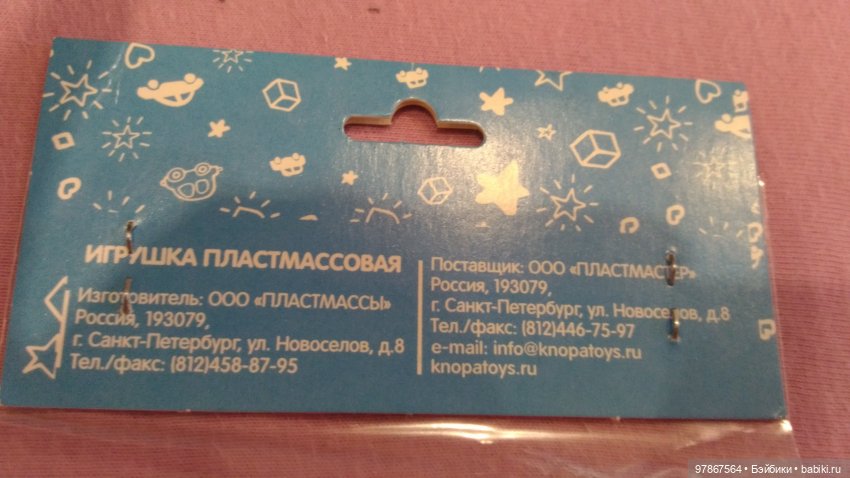 ИГРУШКА ПЛАСТМАССОВАЯ
Изготовитель: ООО «ПЛАСТМАССЫ»
Россия, 193079,
г. Санкт-Петербург, ул. Новоселов, д.8
Тел./факс: (812)458-87-95
Поставщик: ООО «ПЛАСТМАСТЕР»
Россия, 193079,
г. Санкт-Петербург, ул. Новоселов, д.8
Тел./факс: (812)446-75-97
e-mail: info@knopatoys.ru
knopatoys.ru
97867564 • Бэйбики • babiki.ru